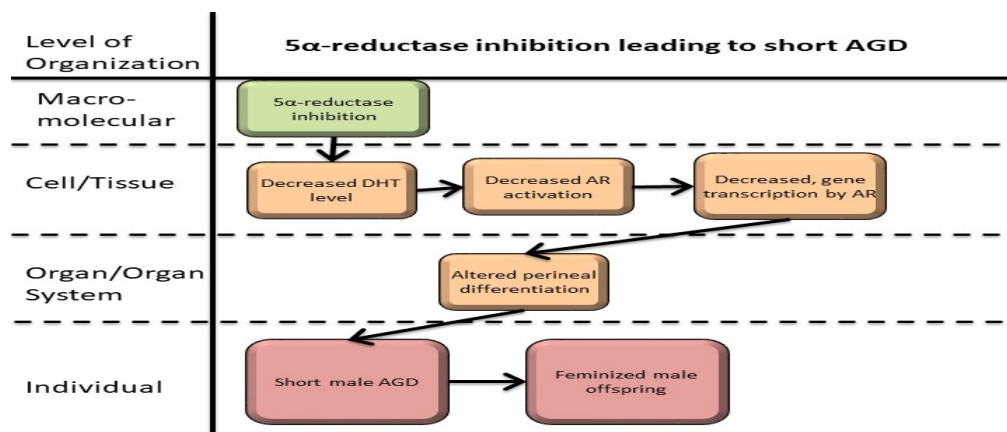 Level of
Organization
5α-reductase inhibition leading to short AGD
Macro-
molecular
5α-reductase
inhibition
Cell/Tissue
Decreased DHT
level
Decreased AR
activation
Decreased, gene
transcription by AR
Organ/Organ
System
Altered perineal
differentiation
Individual
Short male AGD
Feminized male
offspring